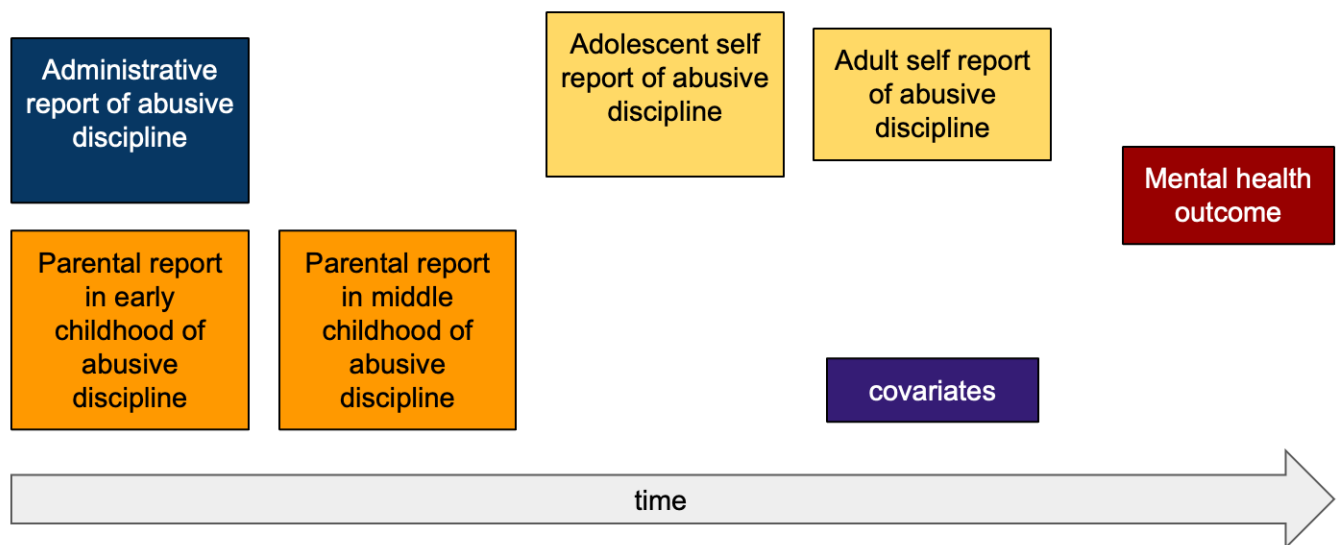 Administrative
report of abusive
discipline
Adolescent self
report of abusive
discipline
Adult self report
of abusive
discipline
Mental health
outcome
Parental report
in early
childhood of
abusive
discipline
Parental report
in middle
childhood of
abusive
discipline
covariates
time